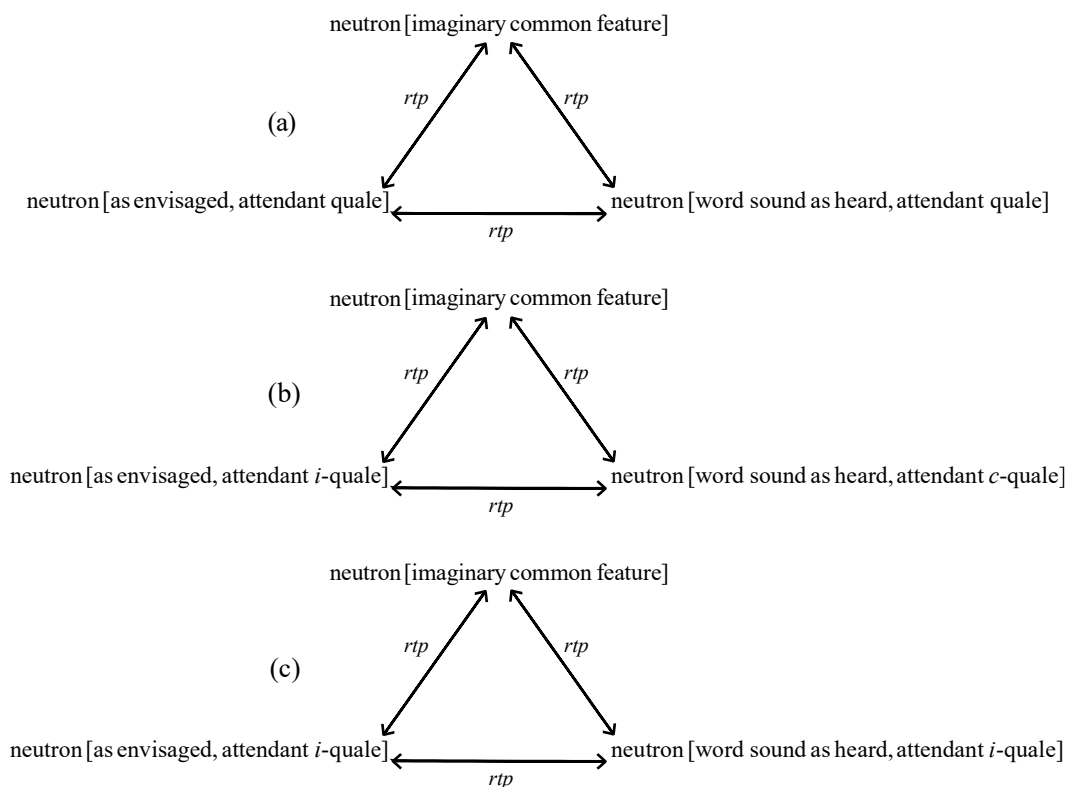 neutron [imaginary common feature]
rtp rtp
(a)
neutron [as envisaged, attendant quale] neutron [word sound as heard, attendant quale]
rtp
neutron [imaginary common feature]
rtp rtp
(b)
neutron [as envisaged, attendant i-quale] neutron [word sound as heard, attendant c-quale]
rtp
neutron [imaginary common feature]
rtp rtp
(c)
neutron [as envisaged, attendant i-quale] neutron [word sound as heard, attendant i-quale]
rtp